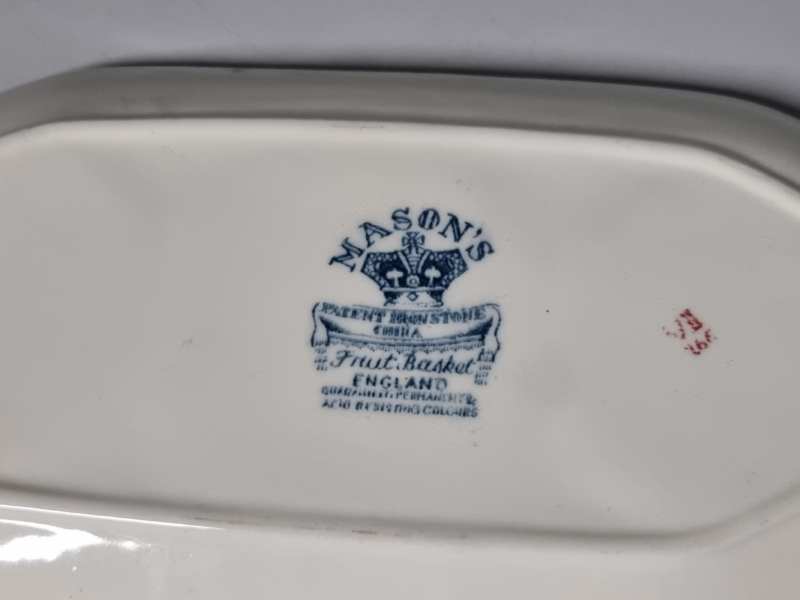 MASON'S
PATENT IRONSTONE
CHINA
Fruit Basket
ENGLAND
GUARANTEED PERMANENT &
ACID RESISTING COLOURS